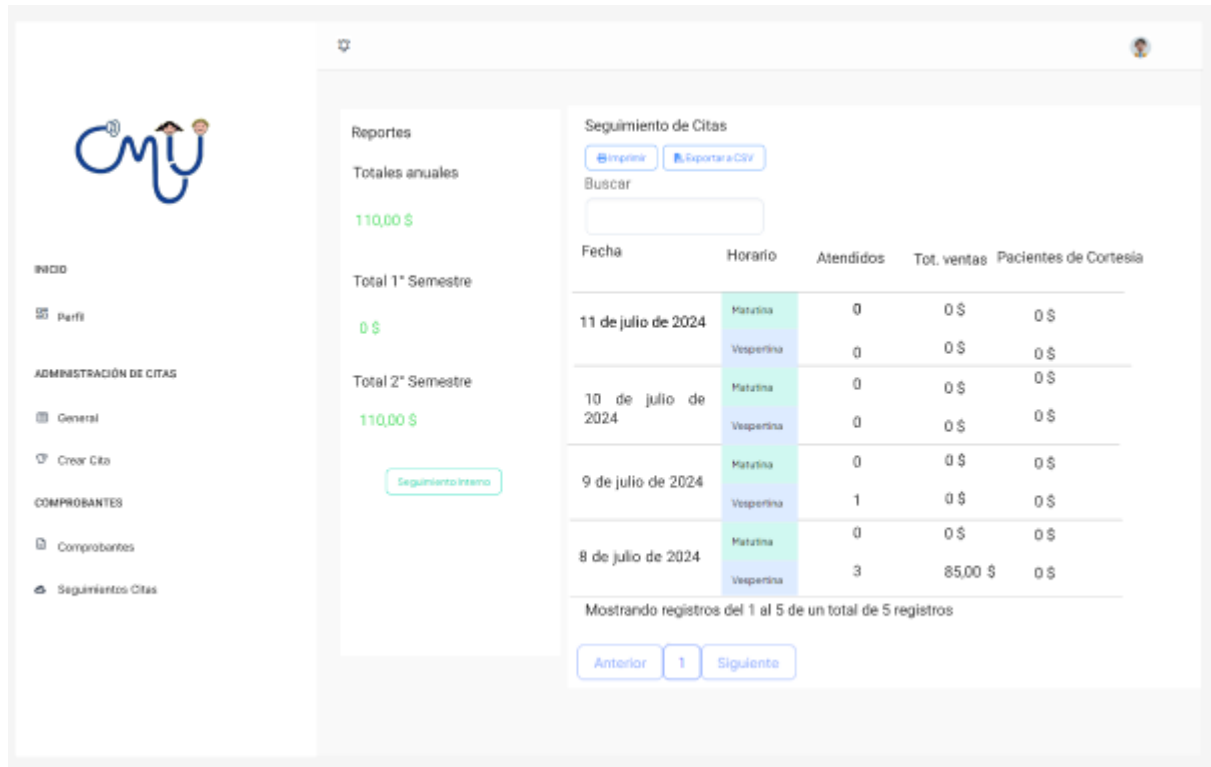 CMU
INICIO
Perfil
ADMINISTRACIÓN DE CITAS
General
Crear Cita
COMPROBANTES
Comprobantes
Seguimientos Citas
Reportes
Totales anuales
110,00 $
Total 1° Semestre
0 $
Total 2° Semestre
110,00 $
Seguimiento Interno
Seguimiento de Citas
Imprimir Exportar a CSV
Buscar
Fecha Horario Atendidos Tot. ventas Pacientes de Cortesía
11 de julio de 2024 Matutina 0 0 $ 0 $
Vespertina 0 0 $ 0 $
10 de julio de 2024 Matutina 0 0 $ 0 $
Vespertina 0 0 $ 0 $
9 de julio de 2024 Matutina 0 0 $ 0 $
Vespertina 1 0 $ 0 $
8 de julio de 2024 Matutina 0 0 $ 0 $
Vespertina 3 85,00 $ 0 $
Mostrando registros del 1 al 5 de un total de 5 registros
Anterior 1 Siguiente